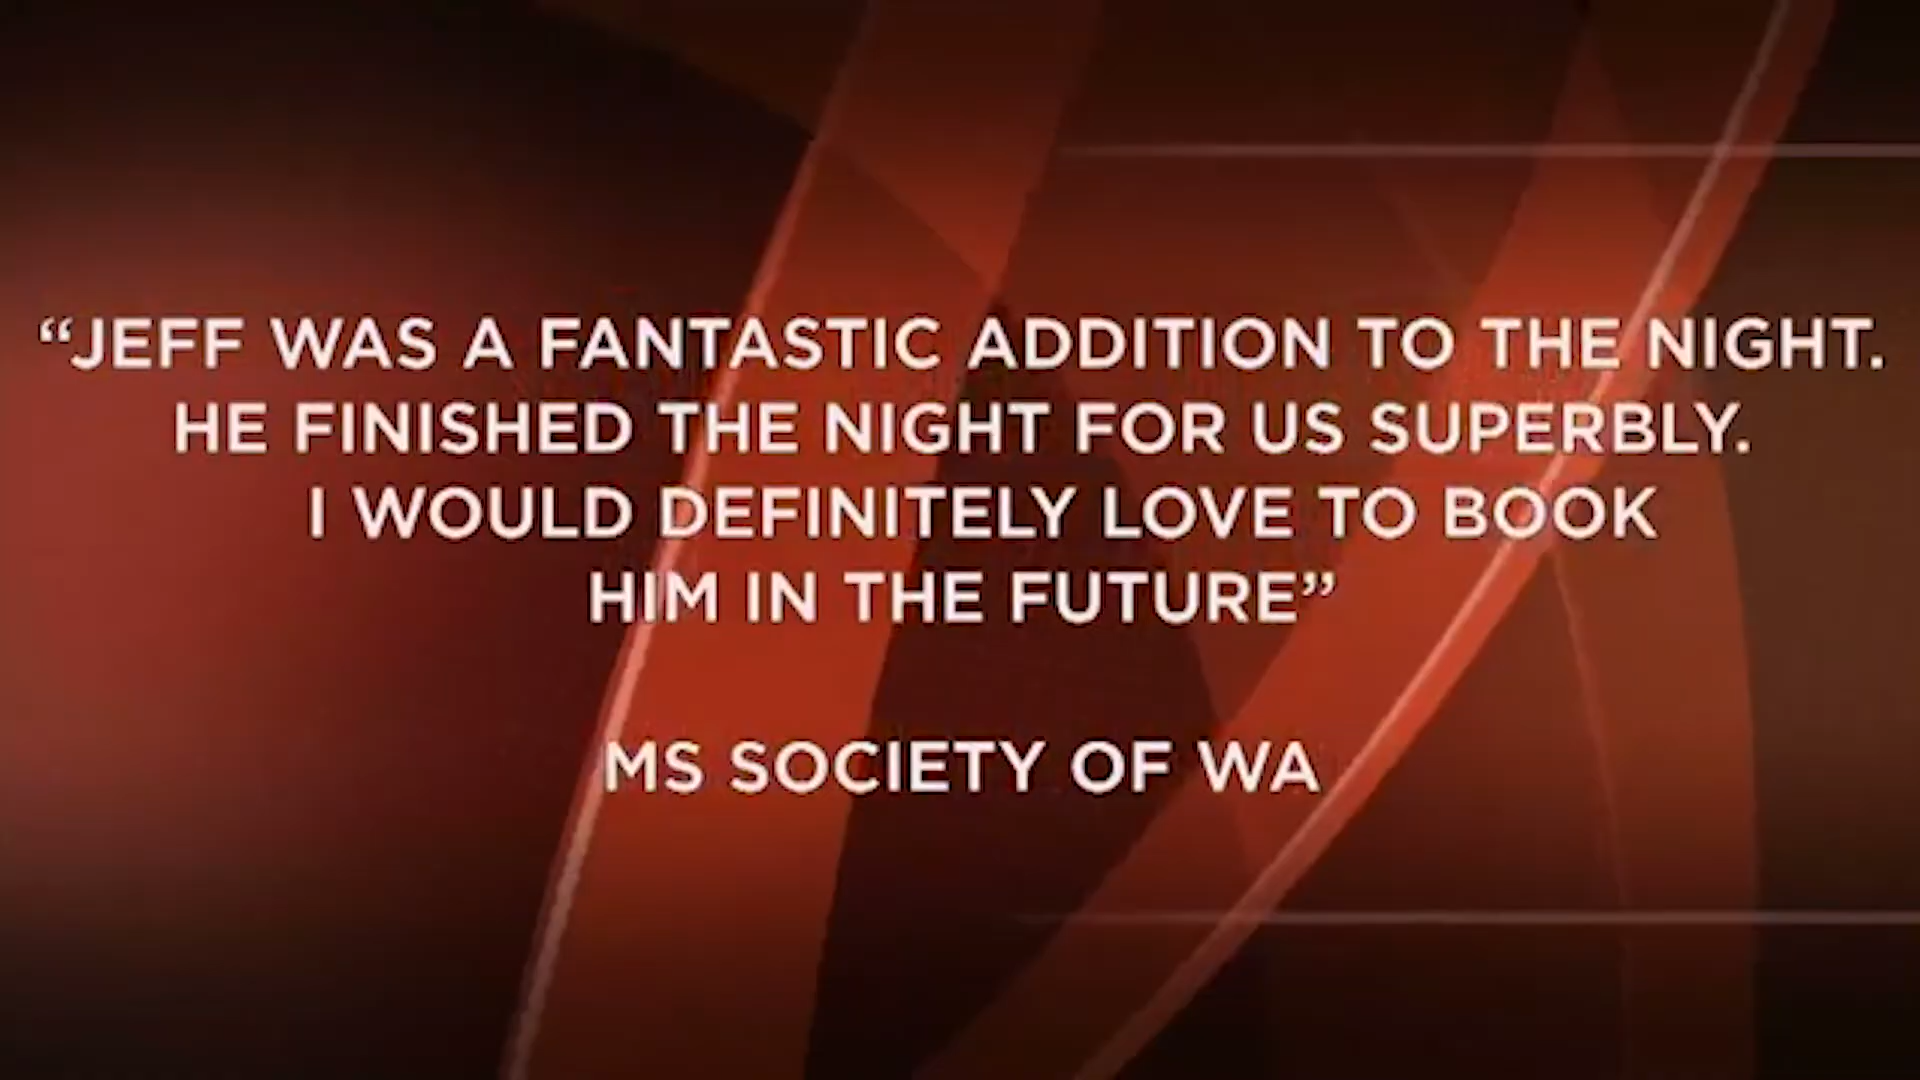 “JEFF WAS A FANTASTIC ADDITION TO THE NIGHT.
HE FINISHED THE NIGHT FOR US SUPERBLY.
I WOULD DEFINITELY LOVE TO BOOK
HIM IN THE FUTURE”
MS SOCIETY OF WA